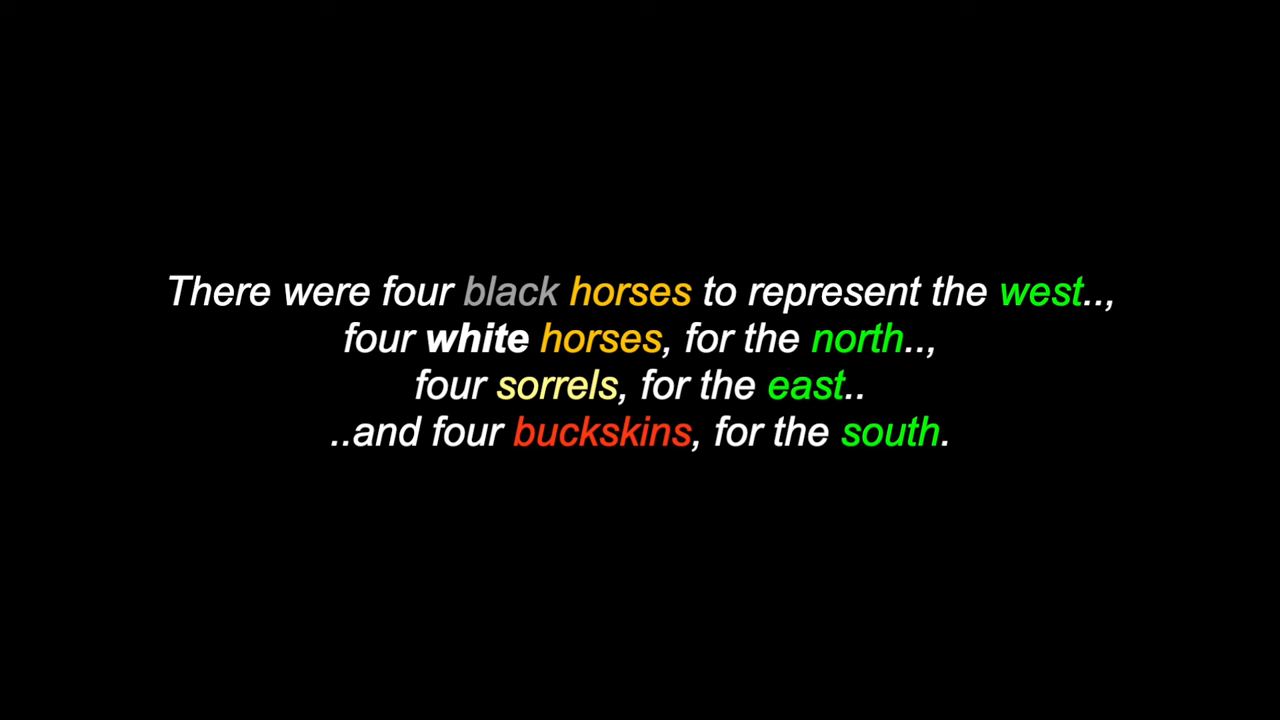 There were four black horses to represent the west..,
four white horses, for the north..,
four sorrels, for the east..
..and four buckskins, for the south.